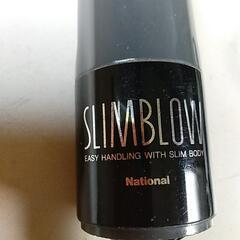 SLIMBLOW
EASY HANDLING WITH SLIM BODY
National